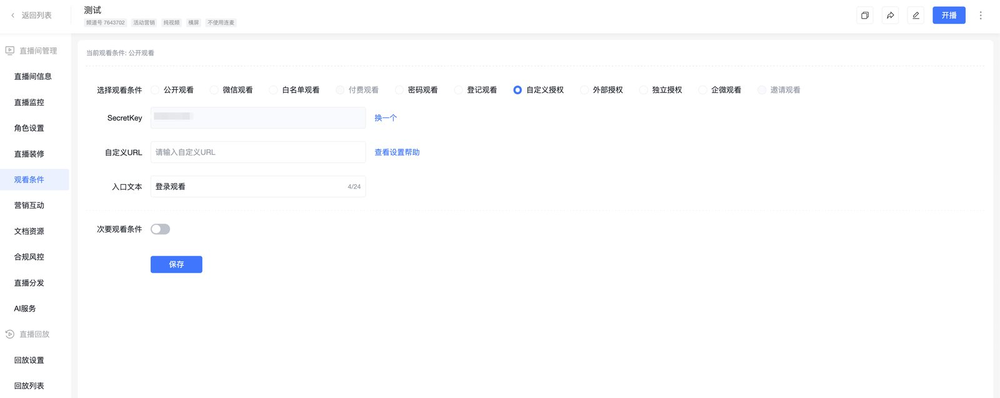 返回列表
测试
频道号 7643702 活动营销 纯视频 横屏 不使用连麦
开播
直播间管理
直播间信息
直播监控
角色设置
直播装修
观看条件
营销互动
文档资源
合规风控
直播分发
AI服务
直播回放
回放设置
回放列表
当前观看条件: 公开观看
选择观看条件 公开观看 微信观看 白名单观看 付费观看 密码观看 登记观看 自定义授权 外部授权 独立授权 企微观看 邀请观看
SecretKey 换一个
自定义URL 请输入自定义URL 查看设置帮助
入口文本 登录观看 4/24
次要观看条件
保存